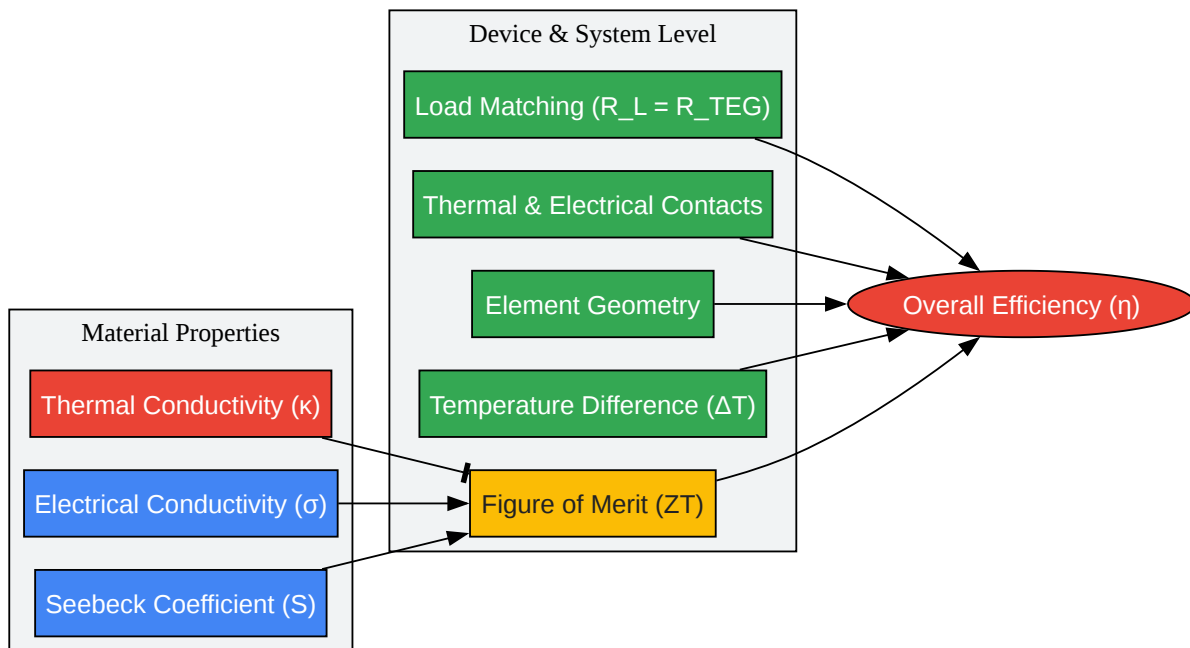 Device & System Level
Load Matching (R_L = R_TEG)
Thermal & Electrical Contacts
Element Geometry
Temperature Difference (ΔT)
Figure of Merit (ZT)
Overall Efficiency (η)
Material Properties
Thermal Conductivity (κ)
Electrical Conductivity (σ)
Seebeck Coefficient (S)